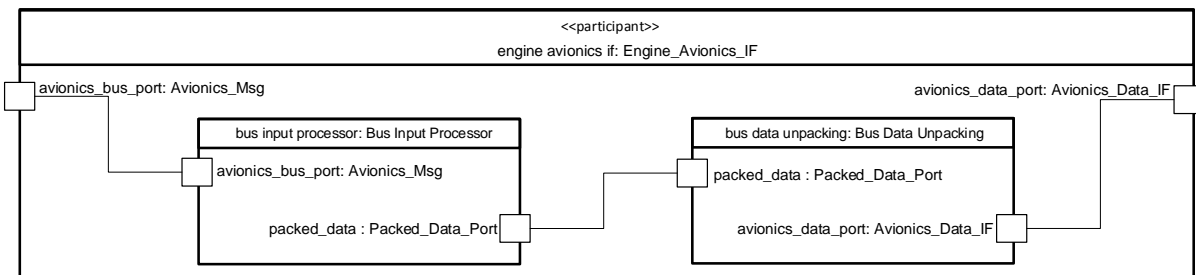 <<participant>>
engine avionics if: Engine_Avionics_IF
avionics_bus_port: Avionics_Msg
avionics_data_port: Avionics_Data_IF
bus input processor: Bus Input Processor
avionics_bus_port: Avionics_Msg
packed_data : Packed_Data_Port
bus data unpacking: Bus Data Unpacking
packed_data : Packed_Data_Port
avionics_data_port: Avionics_Data_IF